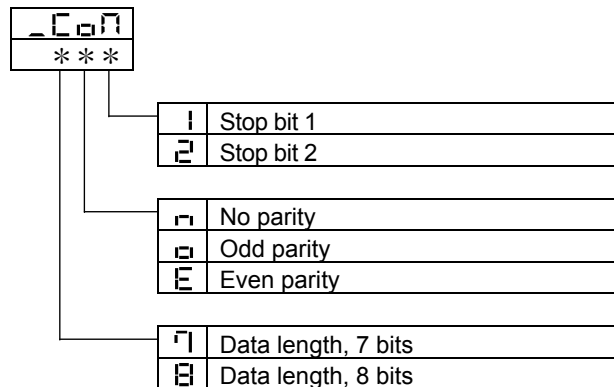 _CoM
***
1 Stop bit 1
2 Stop bit 2
n No parity
o Odd parity
E Even parity
7 Data length, 7 bits
8 Data length, 8 bits